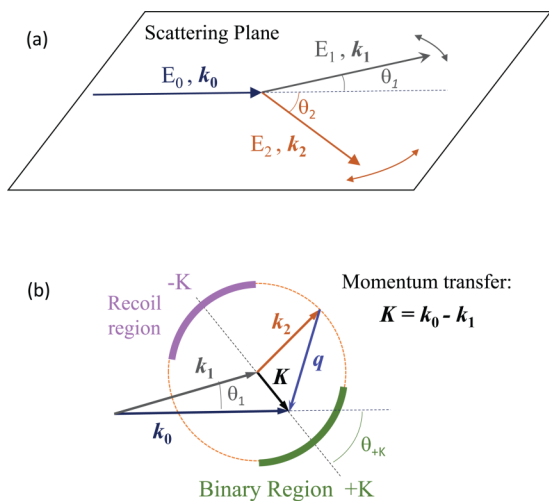 (a)
Scattering Plane
E₀ , k₀
E₁ , k₁
θ₁
θ₂
E₂ , k₂
(b)
-K
Momentum transfer:
K = k₀ - k₁
Recoil
region
k₂
k₁
K
q
θ₁
k₀
θ₊K
Binary Region +K